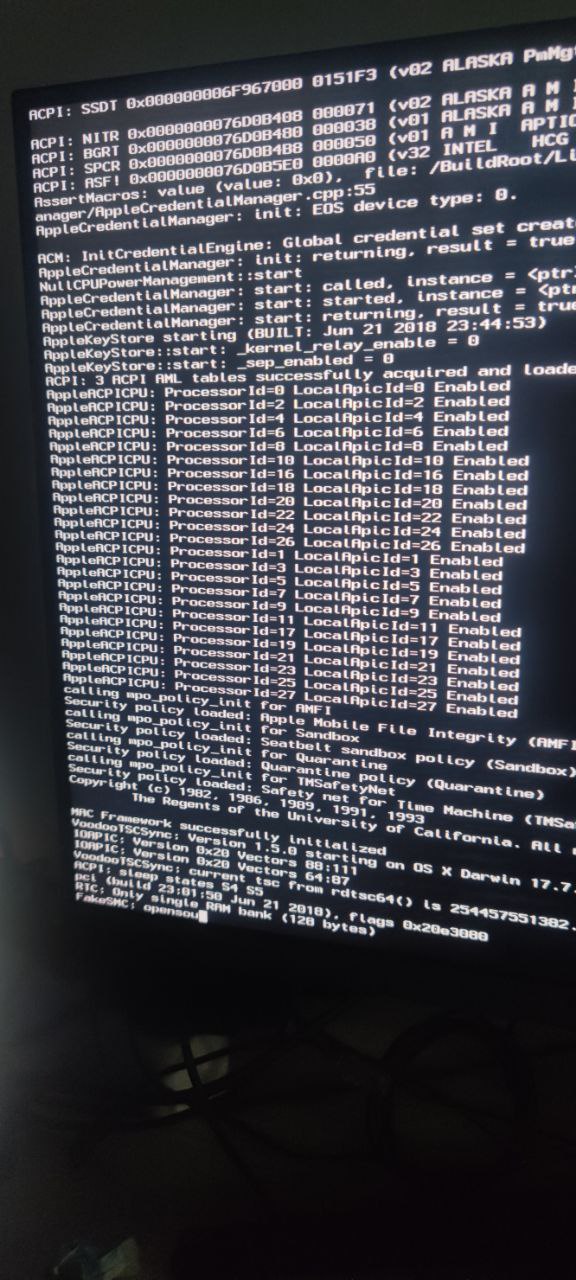 ACPI: SSDT 0x000000006F967000 0151F3 (v02 ALASKA PmMgt
ACPI: NITR 0x0000000076D0B408 000071 (v02 ALASKA A M I
ACPI: BGRT 0x0000000076D0B480 000038 (v01 ALASKA A M
ACPI: SPCR 0x0000000076D0B4B8 000050 (v01 A M I APTIO
ACPI: ASF! 0x0000000076D0B5E0 0000A0 (v32 INTEL HCG
AssertMacros: value (value: 0x0), file: /BuildRoot/Li
anager/AppleCredentialManager.cpp:55
AppleCredentialManager: init: EOS device type: 0.
ACM: InitCredentialEngine: Global credential set creat
AppleCredentialManager: init: returning, result = true
NullCPUPowerManagement::start
AppleCredentialManager: start: called, instance = <ptr>
AppleCredentialManager: start: started, instance = <ptr
AppleCredentialManager: start: returning, result = true
AppleKeyStore starting (BUILT: Jun 21 2018 23:44:53)
AppleKeyStore::start: _kernel_relay_enable = 0
AppleKeyStore::start: _sep_enabled = 0
ACPI: 3 ACPI AML tables successfully acquired and loade
AppleACPICPU: ProcessorId=0 LocalApicId=0 Enabled
AppleACPICPU: ProcessorId=2 LocalApicId=2 Enabled
AppleACPICPU: ProcessorId=4 LocalApicId=4 Enabled
AppleACPICPU: ProcessorId=6 LocalApicId=6 Enabled
AppleACPICPU: ProcessorId=8 LocalApicId=8 Enabled
AppleACPICPU: ProcessorId=10 LocalApicId=10 Enabled
AppleACPICPU: ProcessorId=16 LocalApicId=16 Enabled
AppleACPICPU: ProcessorId=18 LocalApicId=18 Enabled
AppleACPICPU: ProcessorId=20 LocalApicId=20 Enabled
AppleACPICPU: ProcessorId=22 LocalApicId=22 Enabled
AppleACPICPU: ProcessorId=24 LocalApicId=24 Enabled
AppleACPICPU: ProcessorId=26 LocalApicId=26 Enabled
AppleACPICPU: ProcessorId=1 LocalApicId=1 Enabled
AppleACPICPU: ProcessorId=3 LocalApicId=3 Enabled
AppleACPICPU: ProcessorId=5 LocalApicId=5 Enabled
AppleACPICPU: ProcessorId=7 LocalApicId=7 Enabled
AppleACPICPU: ProcessorId=9 LocalApicId=9 Enabled
AppleACPICPU: ProcessorId=11 LocalApicId=11 Enabled
AppleACPICPU: ProcessorId=17 LocalApicId=17 Enabled
AppleACPICPU: ProcessorId=19 LocalApicId=19 Enabled
AppleACPICPU: ProcessorId=21 LocalApicId=21 Enabled
AppleACPICPU: ProcessorId=23 LocalApicId=23 Enabled
AppleACPICPU: ProcessorId=25 LocalApicId=25 Enabled
AppleACPICPU: ProcessorId=27 LocalApicId=27 Enabled
calling mpo_policy_init for AMFI
Security policy loaded: Apple Mobile File Integrity (AMFI
calling mpo_policy_init for Sandbox
Security policy loaded: Seatbelt sandbox policy (Sandbox)
calling mpo_policy_init for Quarantine
Security policy loaded: Quarantine policy (Quarantine)
calling mpo_policy_init for TMSafetyNet
Security policy loaded: Safety net for Time Machine (TMSa
Copyright (c) 1982, 1986, 1989, 1991, 1993
The Regents of the University of California. All
MAC Framework successfully initialized
VoodooTSCSync: Version 1.5.0 starting on OS X Darwin 17.7.
IOAPIC: Version 0x20 Vectors 88:111
IOAPIC: Version 0x20 Vectors 64:87
VoodooTSCSync: current tsc from rdtsc64() is 254457551382.
ACPI: sleep states S4 S5
pci (build 23:01:50 Jun 21 2018), flags 0x20e3080
RTC: Only single RAM bank (128 bytes)
FakeSMC: opensou